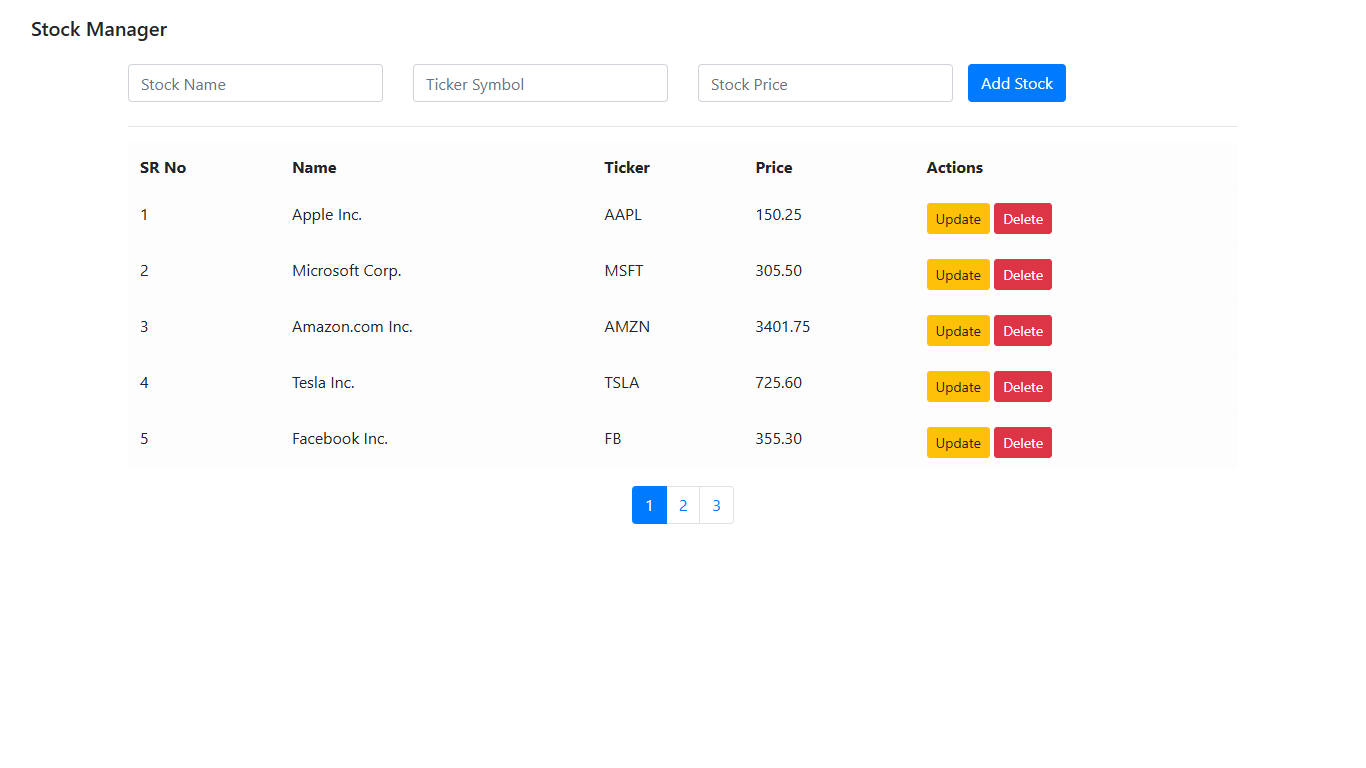 Stock Manager
Stock Name Ticker Symbol Stock Price Add Stock
SR No Name Ticker Price Actions
1 Apple Inc. AAPL 150.25 Update Delete
2 Microsoft Corp. MSFT 305.50 Update Delete
3 Amazon.com Inc. AMZN 3401.75 Update Delete
4 Tesla Inc. TSLA 725.60 Update Delete
5 Facebook Inc. FB 355.30 Update Delete
1 2 3